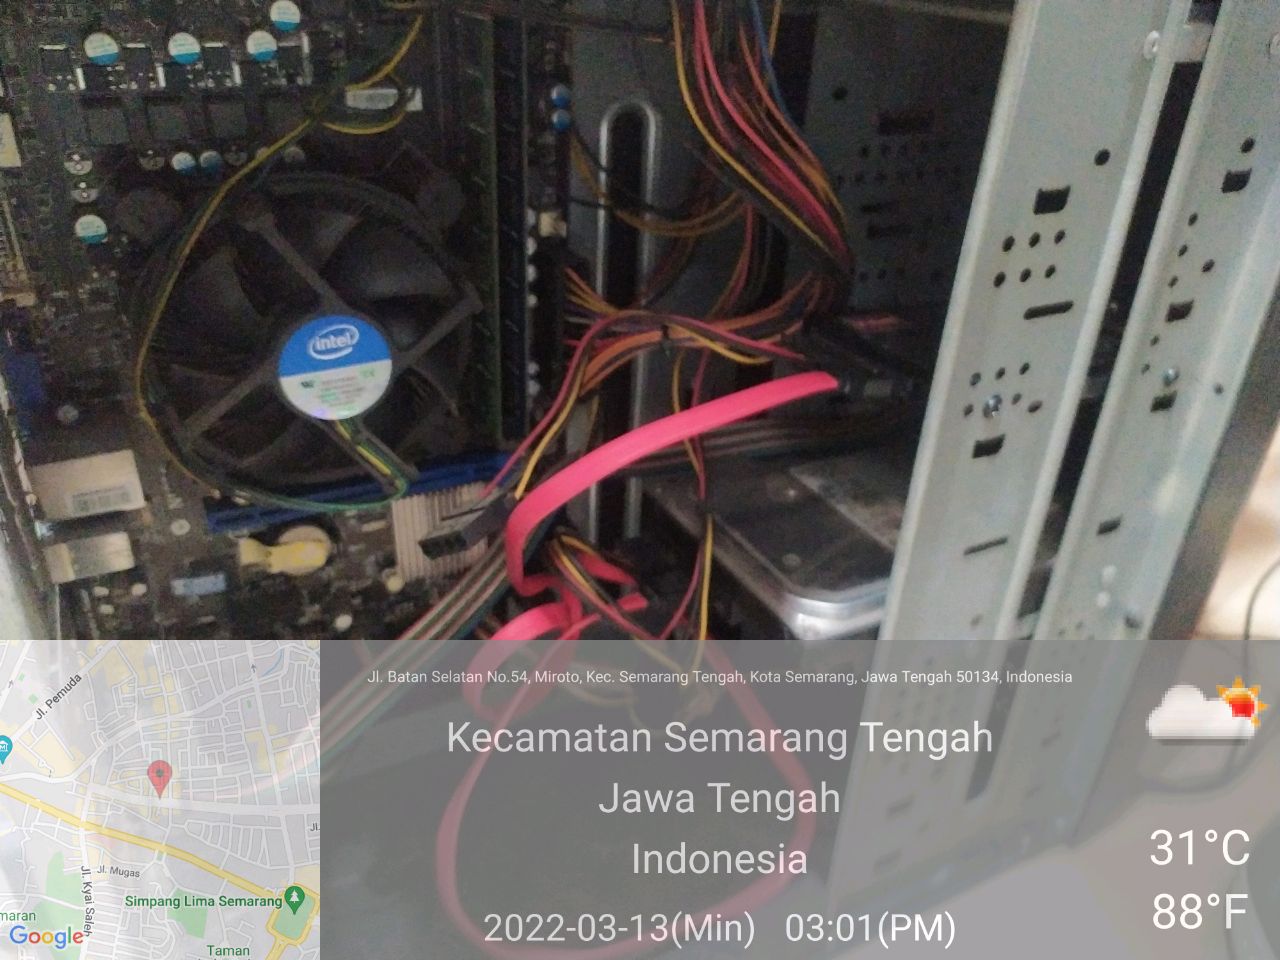 intel
Jl. Batan Selatan No.54, Miroto, Kec. Semarang Tengah, Kota Semarang, Jawa Tengah 50134, Indonesia
Kecamatan Semarang Tengah
Jawa Tengah
Indonesia
2022-03-13(Min) 03:01(PM)
31°C
88°F
Jl. Pemuda
Jl. Mugas
Jl. Kyai Saleh
Simpang Lima Semarang
Taman
Google